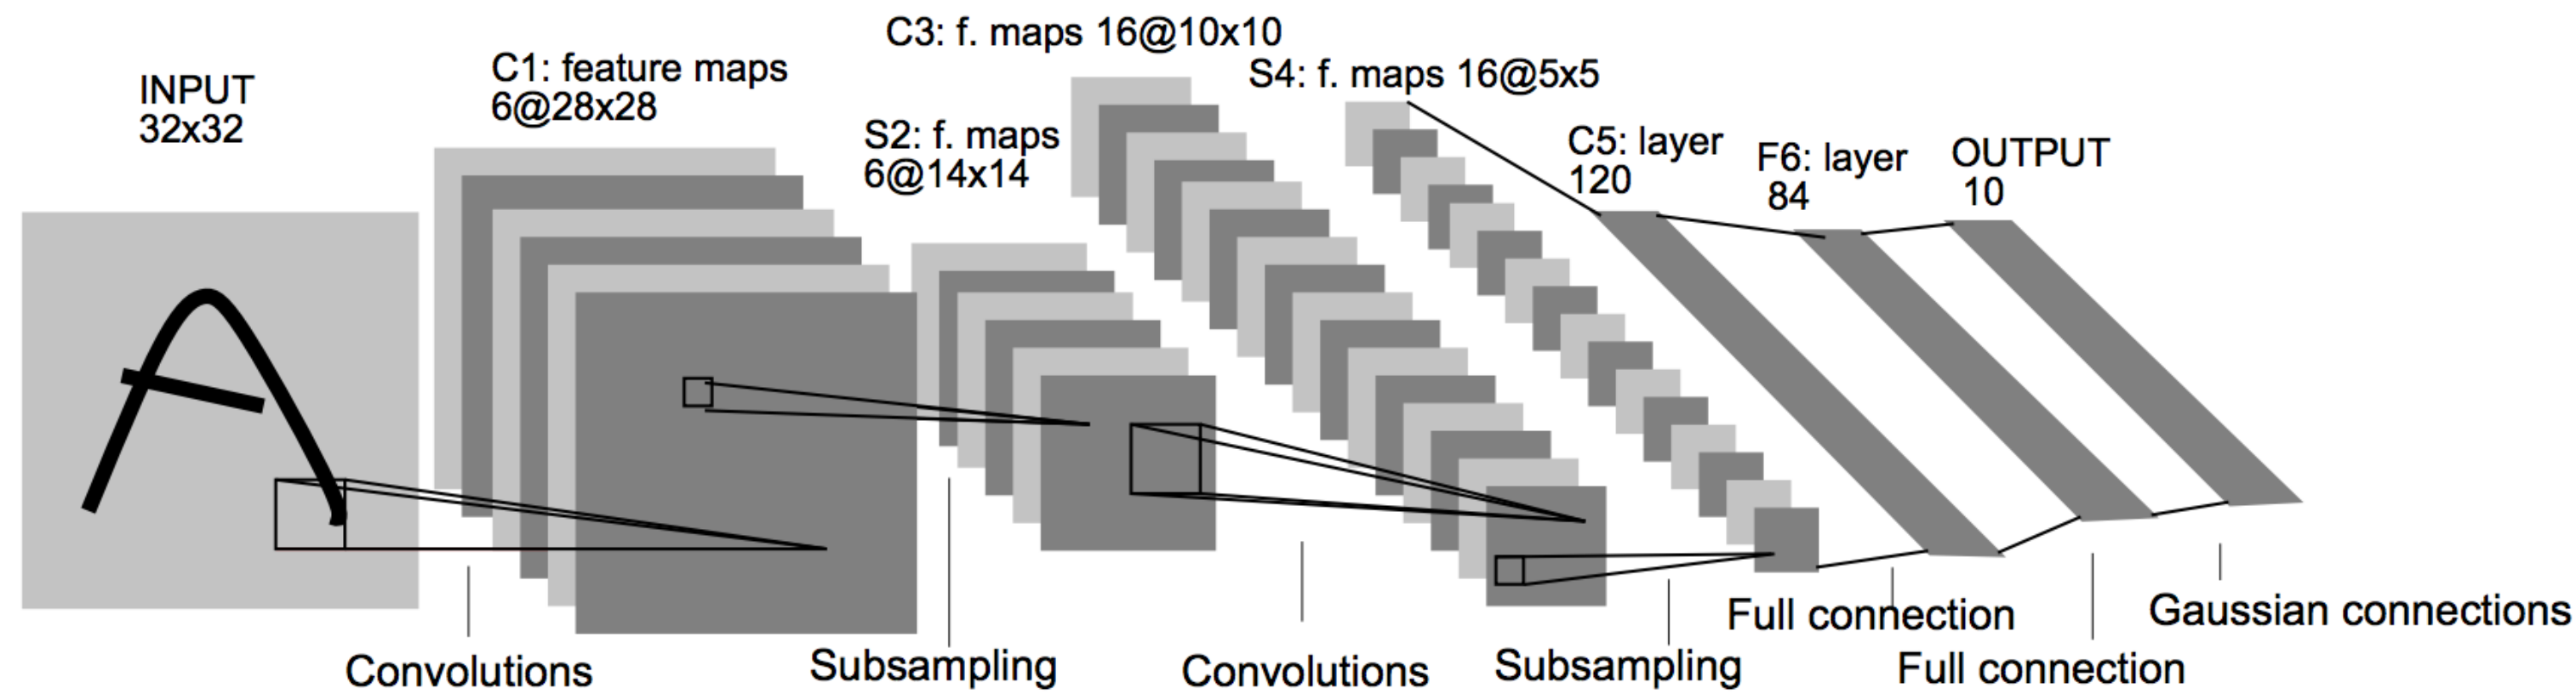 INPUT
32x32
C1: feature maps
6@28x28
S2: f. maps
6@14x14
C3: f. maps 16@10x10
S4: f. maps 16@5x5
C5: layer
120
F6: layer
84
OUTPUT
10
Convolutions
Subsampling
Convolutions
Subsampling
Full connection
Full connection
Gaussian connections